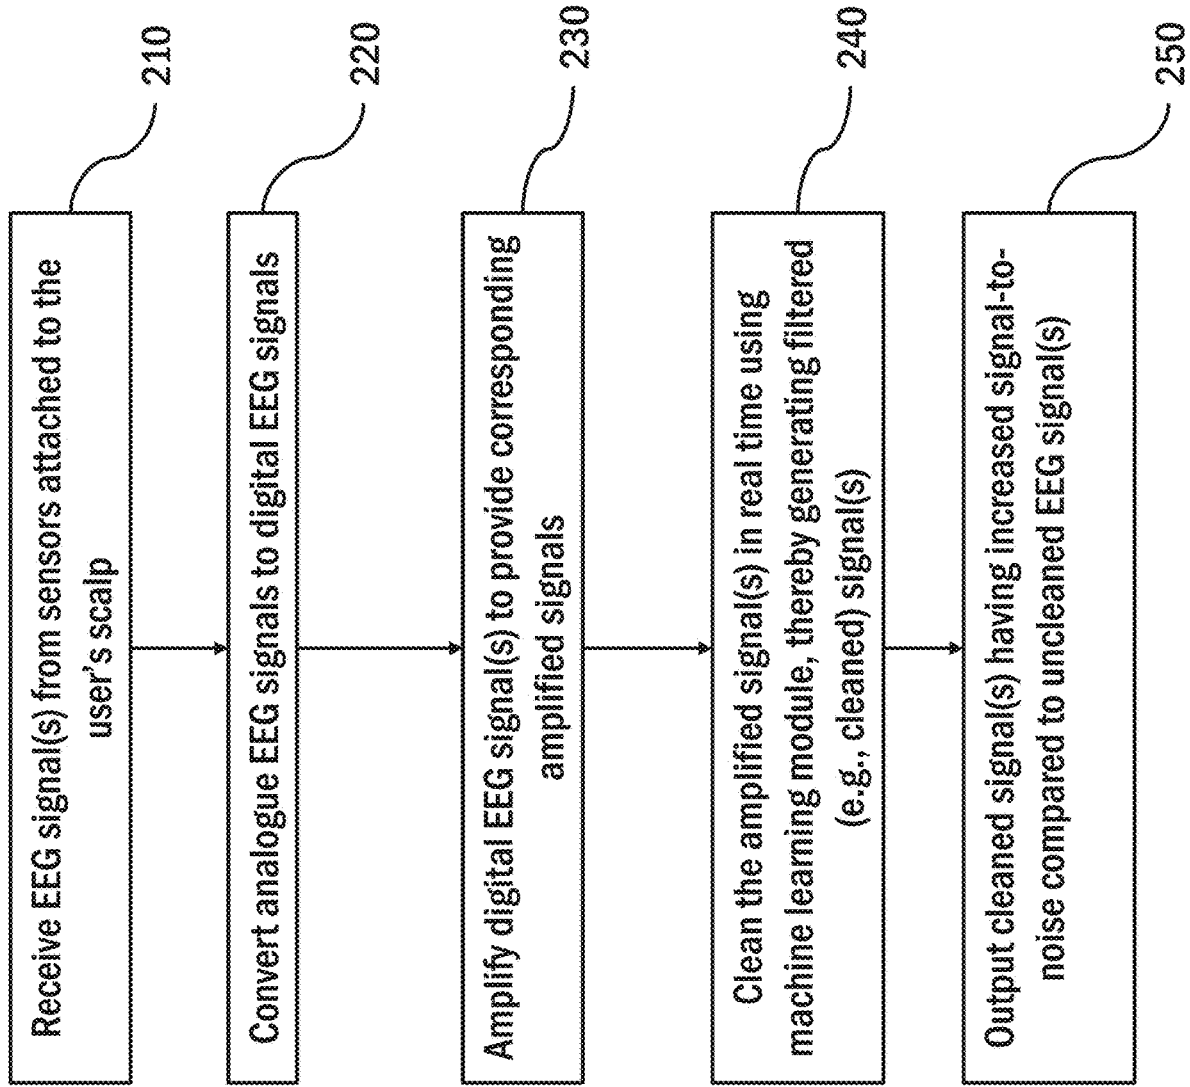 Receive EEG signal(s) from sensors attached to the
user's scalp
210
Convert analogue EEG signals to digital EEG signals
220
Amplify digital EEG signal(s) to provide corresponding
amplified signals
230
Clean the amplified signal(s) in real time using
machine learning module, thereby generating filtered
(e.g., cleaned) signal(s)
240
Output cleaned signal(s) having increased signal-to-
noise compared to uncleaned EEG signal(s)
250